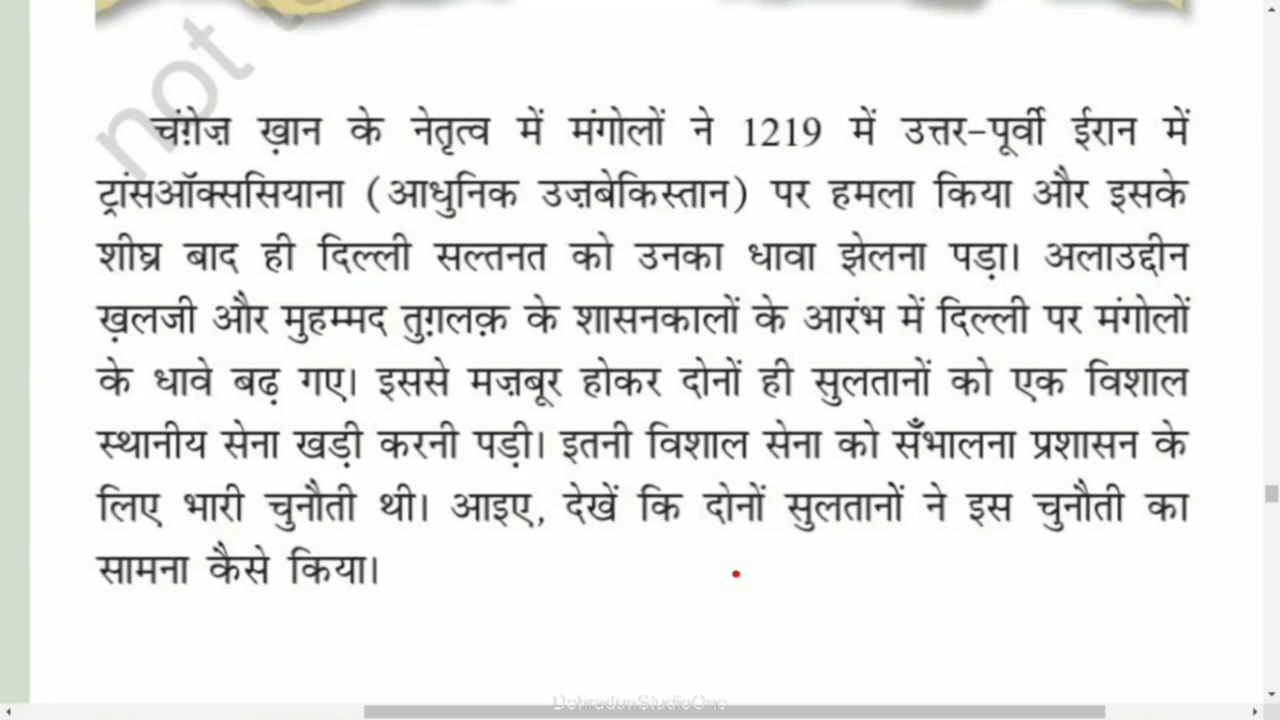 not
चंग़ेज़ ख़ान के नेतृत्व में मंगोलों ने 1219 में उत्तर-पूर्वी ईरान में
ट्रांसऑक्ससियाना (आधुनिक उज़बेकिस्तान) पर हमला किया और इसके
शीघ्र बाद ही दिल्ली सल्तनत को उनका धावा झेलना पड़ा। अलाउद्दीन
ख़लजी और मुहम्मद तुग़लक़ के शासनकालों के आरंभ में दिल्ली पर मंगोलों
के धावे बढ़ गए। इससे मज़बूर होकर दोनों ही सुलतानों को एक विशाल
स्थानीय सेना खड़ी करनी पड़ी। इतनी विशाल सेना को सँभालना प्रशासन के
लिए भारी चुनौती थी। आइए, देखें कि दोनों सुलतानों ने इस चुनौती का
सामना कैसे किया।
DehradunStudioOne